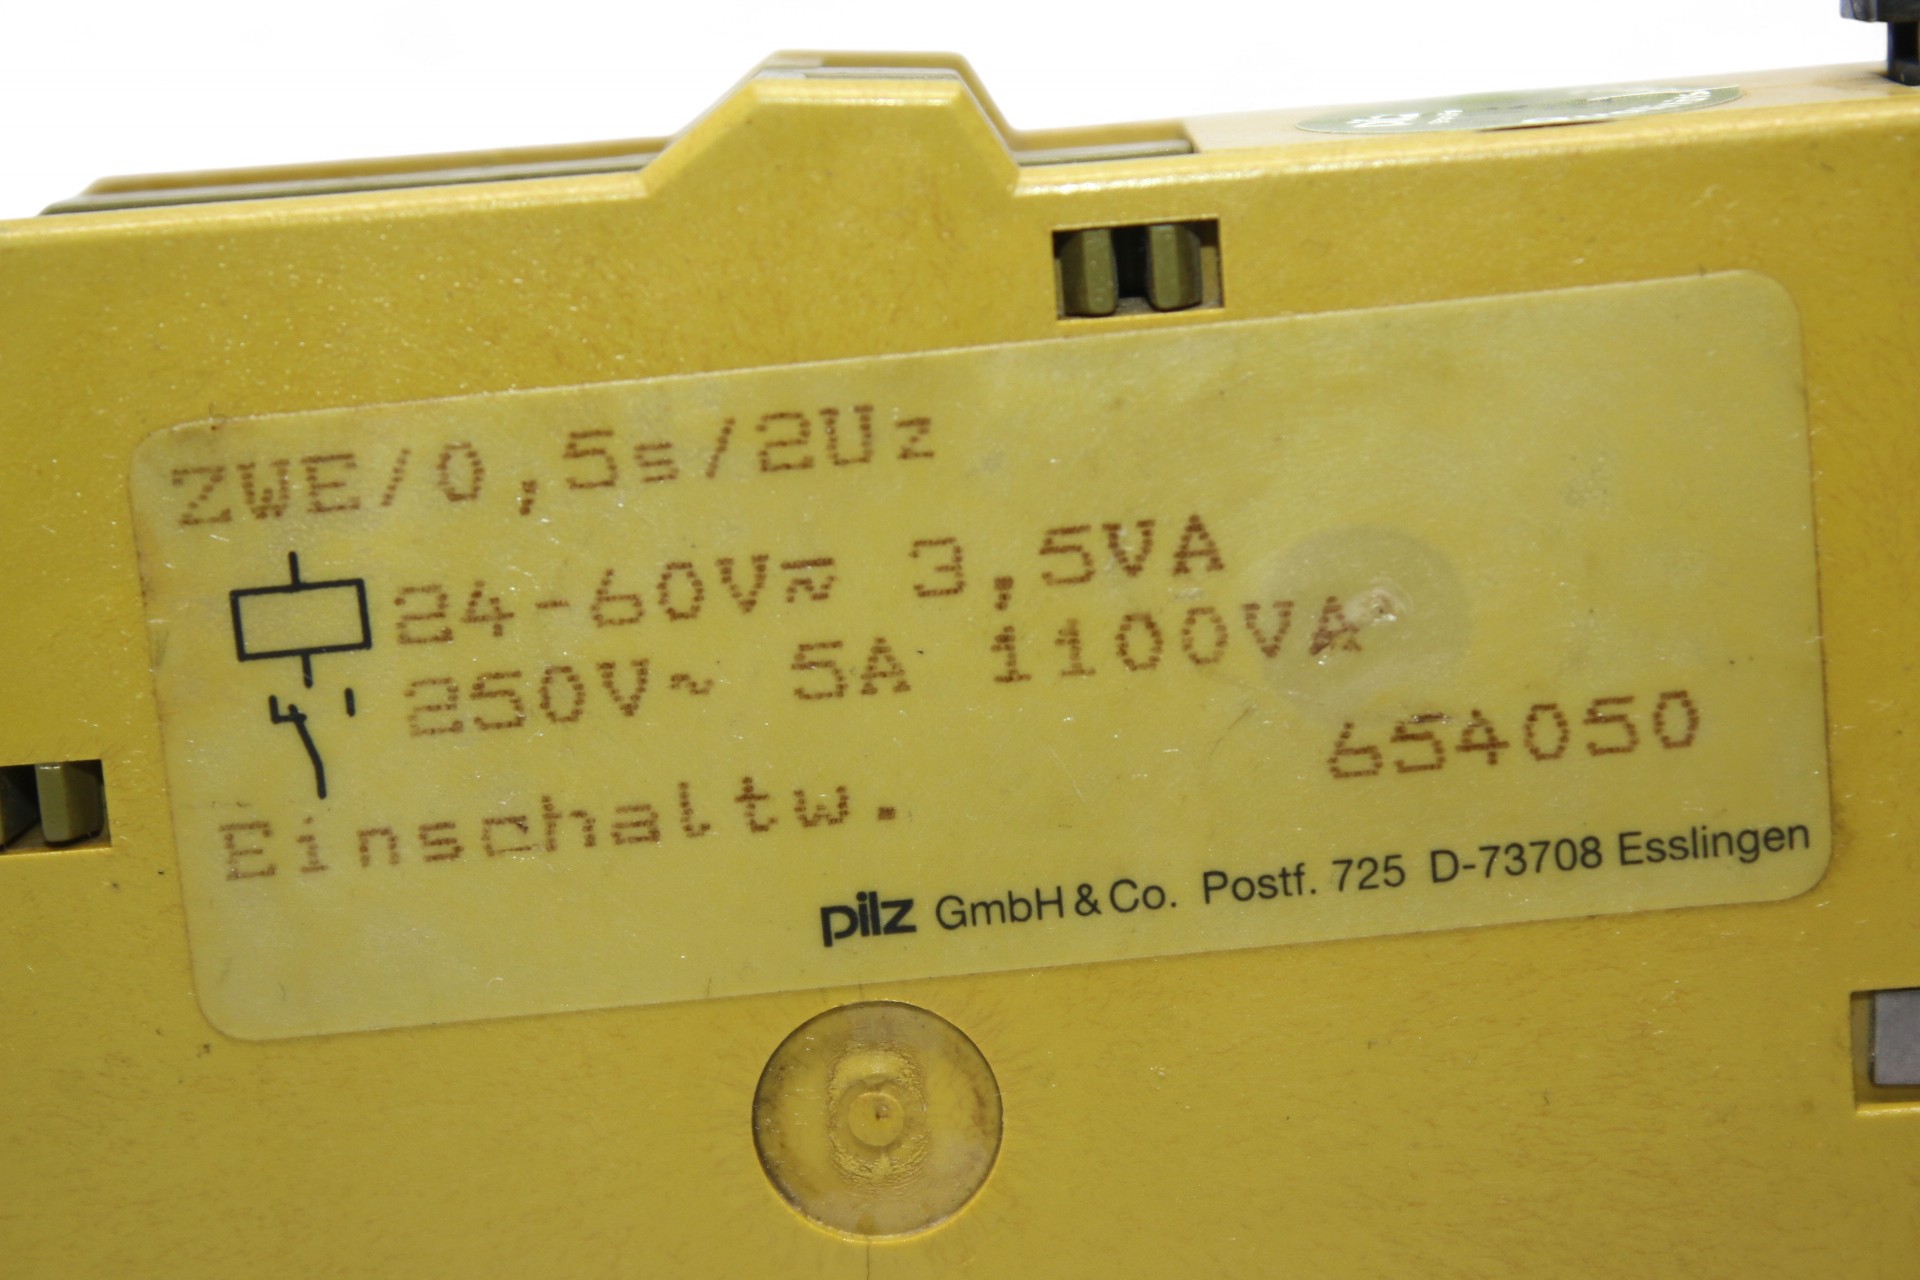 ZWE/0,5s/2Uz
24-60V≂ 3,5VA
250V~ 5A 1100VA
654050
Einschaltw.
pilz GmbH & Co. Postf. 725 D-73708 Esslingen